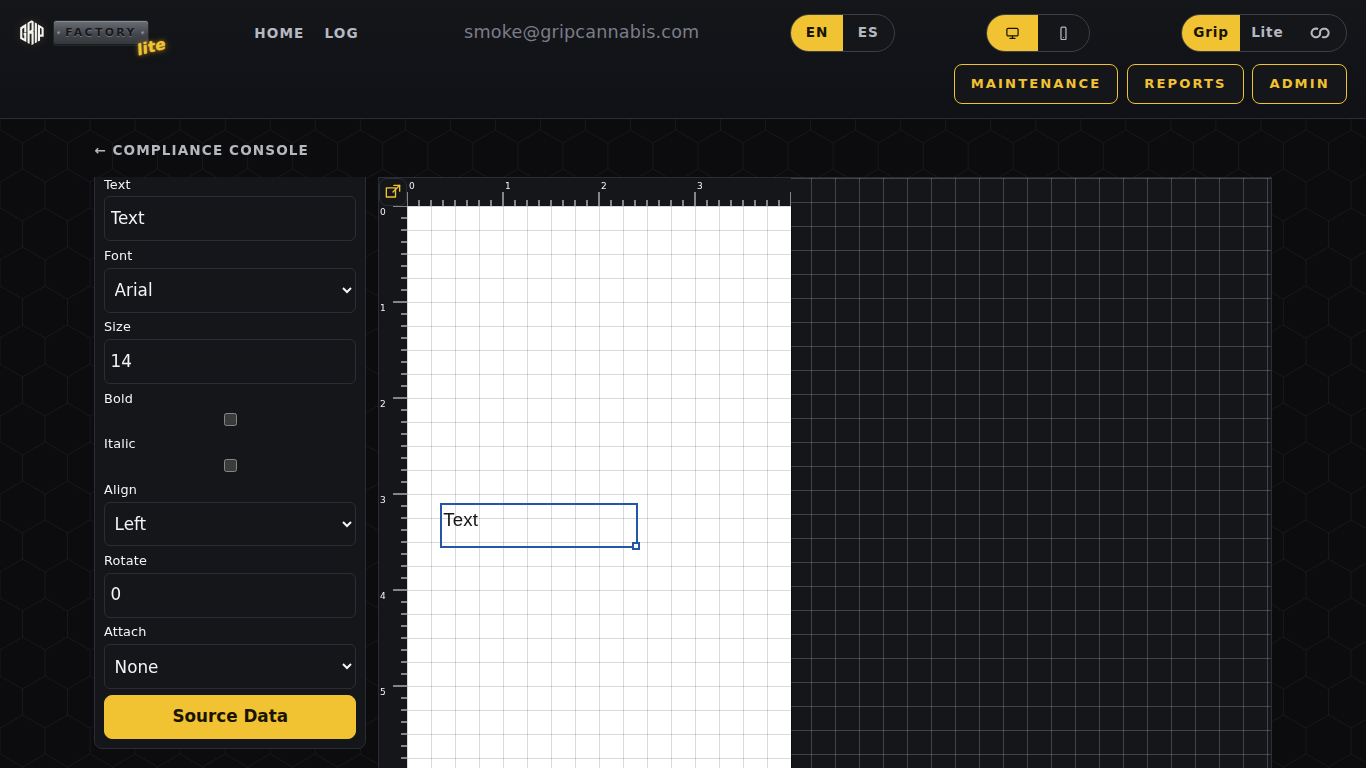 GRIP FACTORY lite
HOME LOG
smoke@gripcannabis.com
EN ES
Grip Lite
MAINTENANCE REPORTS ADMIN
← COMPLIANCE CONSOLE
Text
Text
Font
Arial
Size
14
Bold
Italic
Align
Left
Rotate
0
Attach
None
Source Data
0 1 2 3
0
1
2
3
4
5
Text